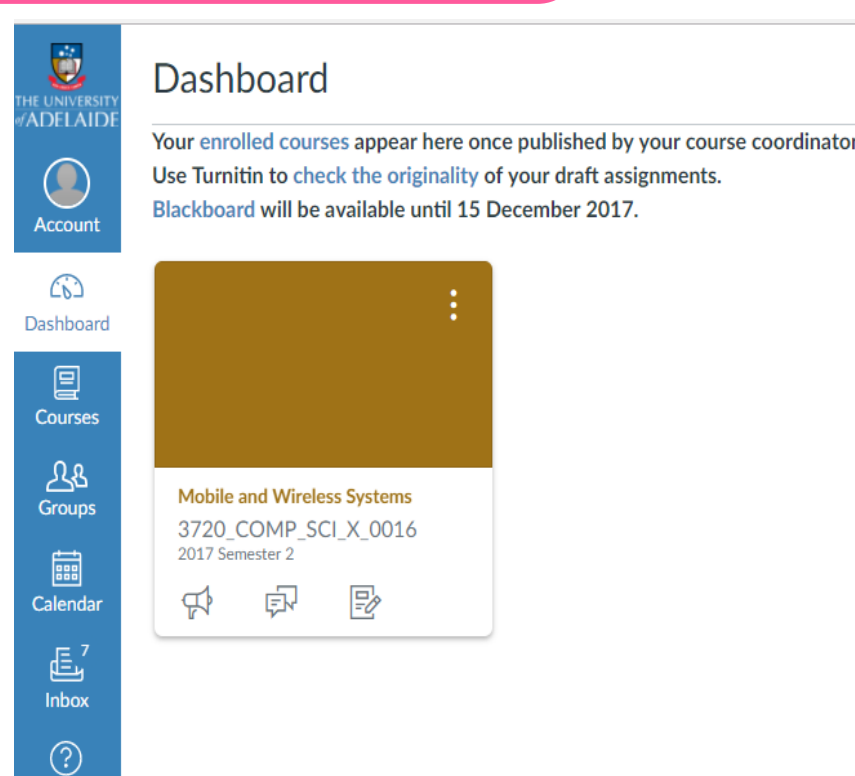 THE UNIVERSITY
of ADELAIDE
Account
Dashboard
Courses
Groups
Calendar
7
Inbox
?
Dashboard
Your enrolled courses appear here once published by your course coordinator
Use Turnitin to check the originality of your draft assignments.
Blackboard will be available until 15 December 2017.
Mobile and Wireless Systems
3720_COMP_SCI_X_0016
2017 Semester 2